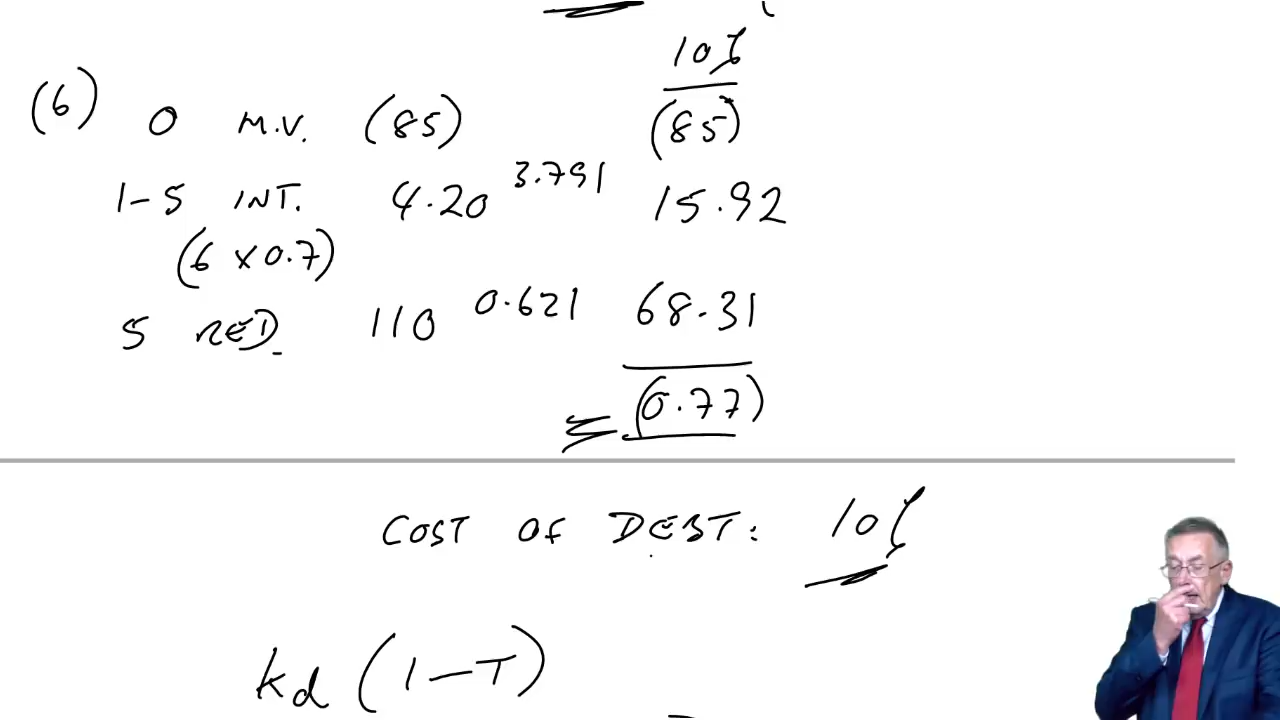 10%
(6) 0 M.V. (85) (85)
1-5 INT. 4.20 3.791 15.92
(6 x 0.7)
5 RED. 110 0.621 68.31
(0.77)
COST OF DEBT: 10%
kd (1-T)